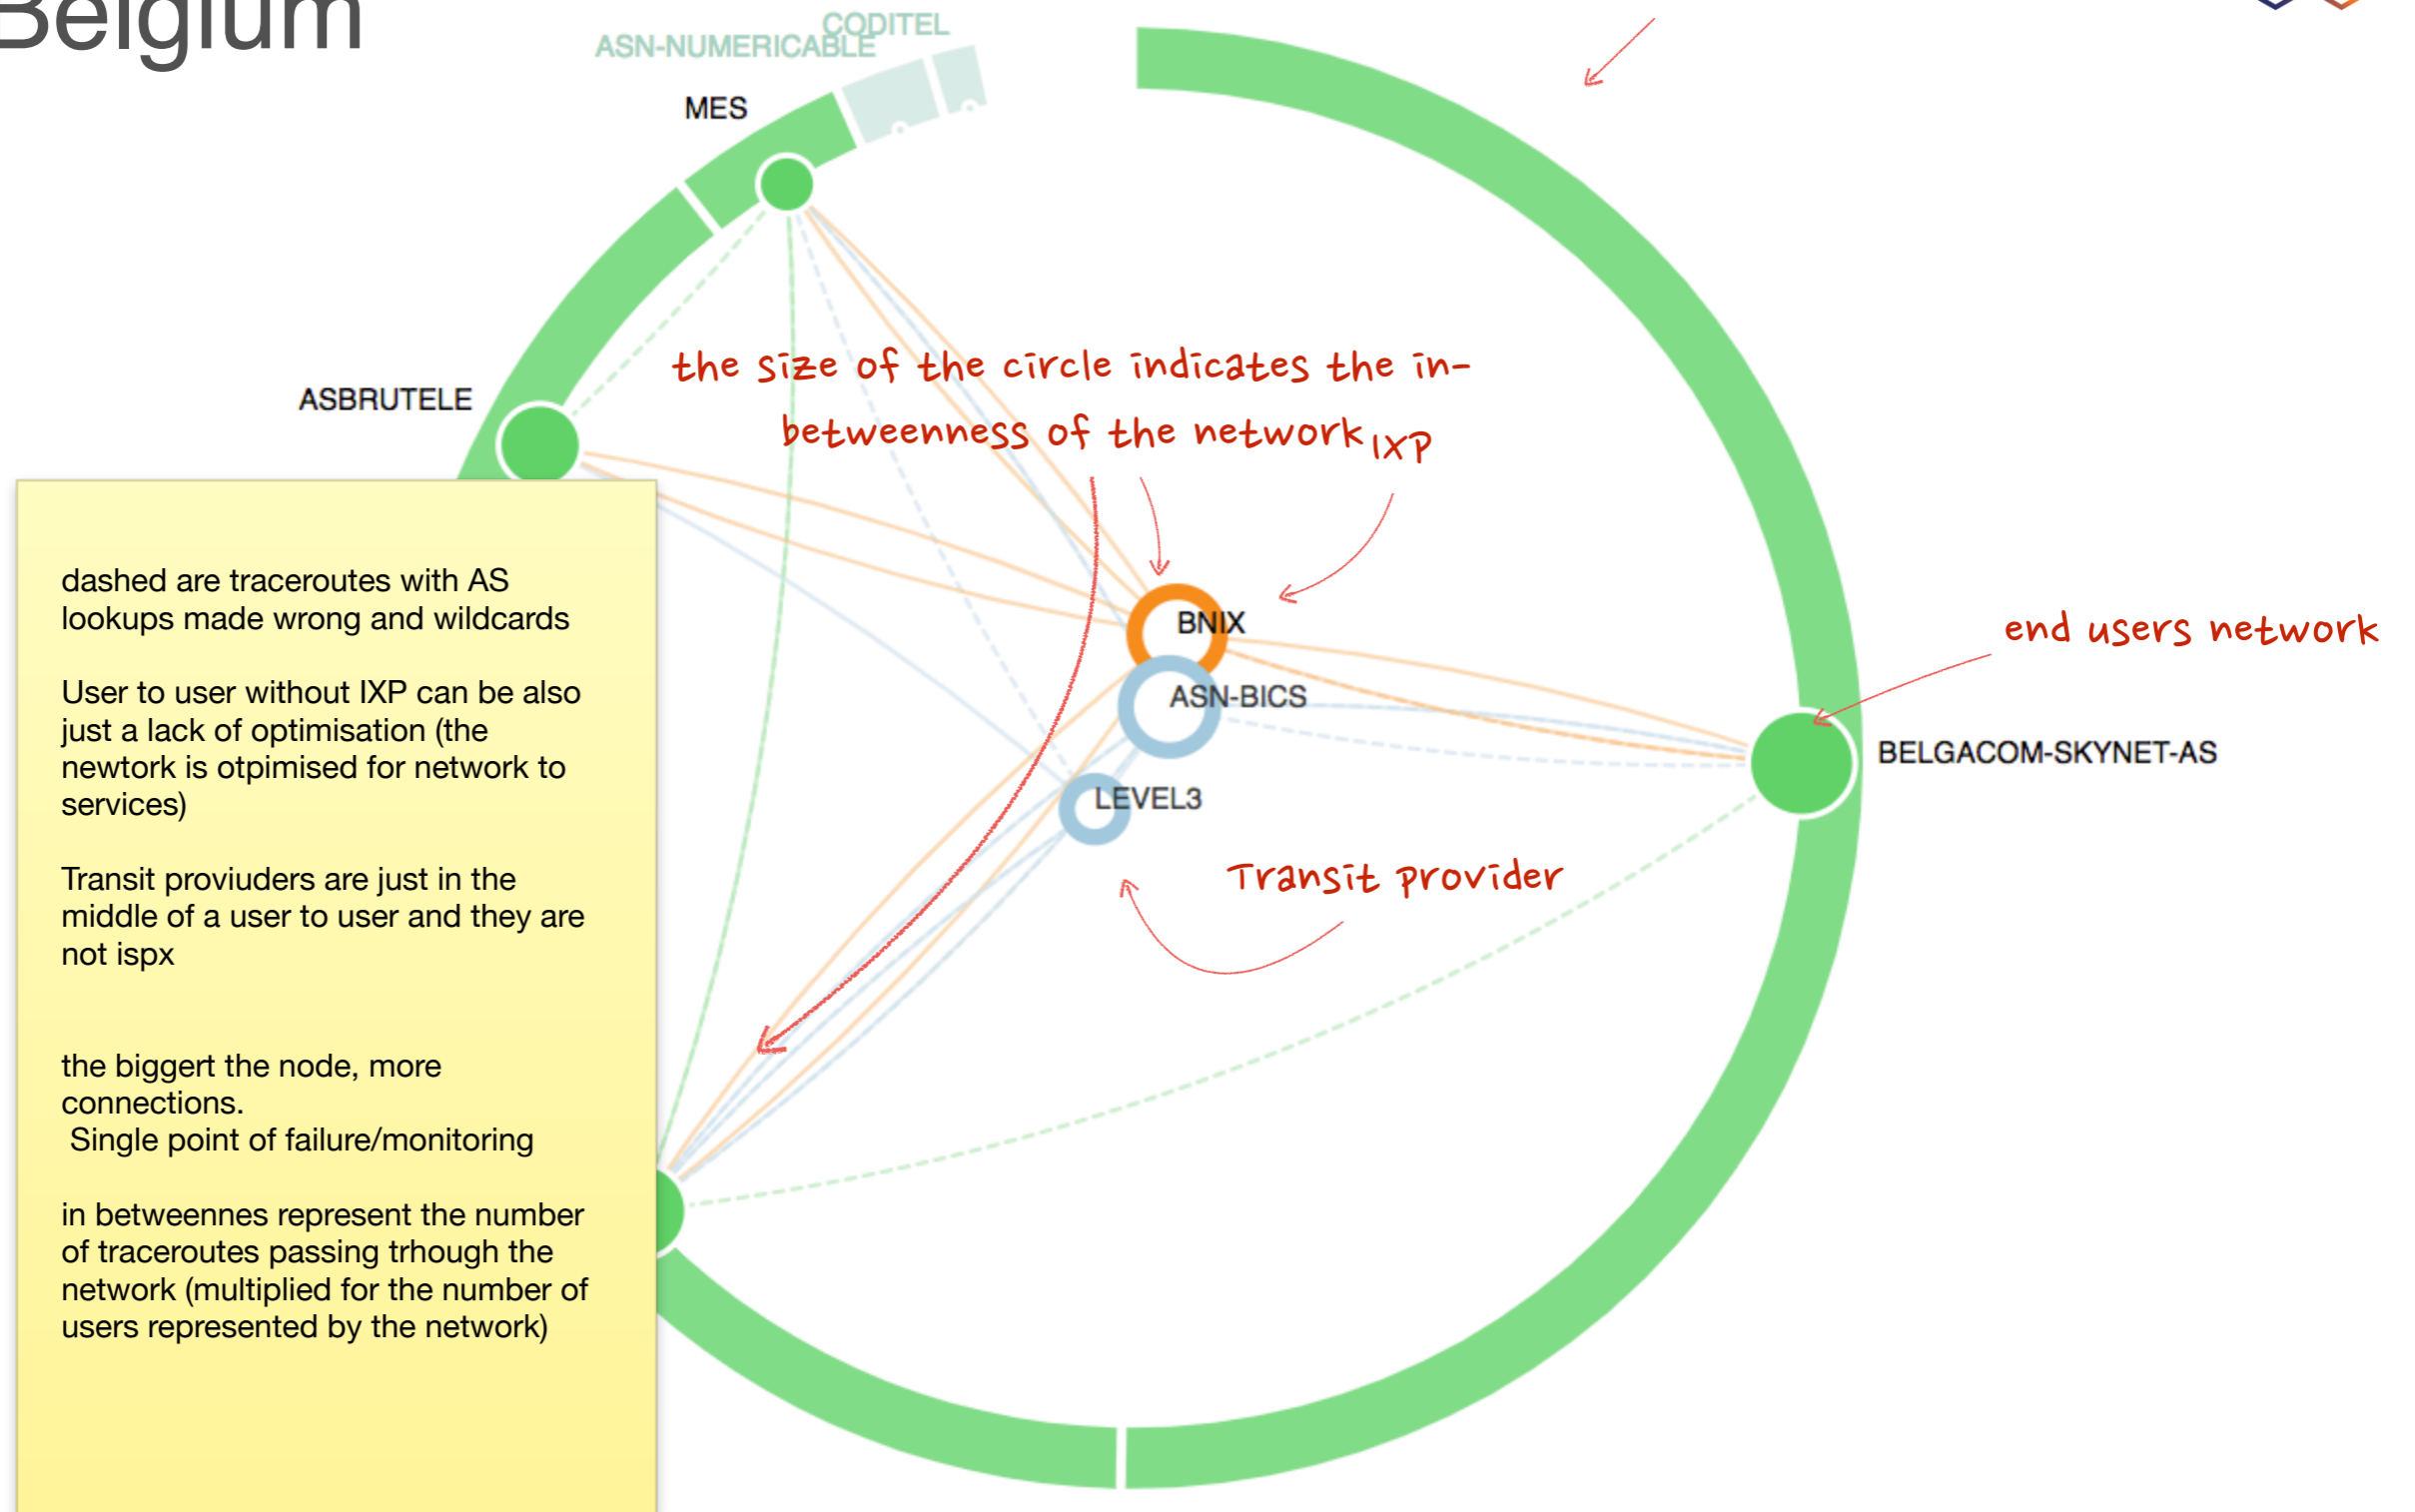 Belgium
CODITEL
ASN-NUMERICABLE
MES
the size of the circle indicates the in-
betweenness of the network
IXP
ASBRUTELE
BNIX
ASN-BICS
LEVEL3
end users network
BELGACOM-SKYNET-AS
Transit provider
dashed are traceroutes with AS
lookups made wrong and wildcards
User to user without IXP can be also
just a lack of optimisation (the
newtork is otpimised for network to
services)
Transit proviuders are just in the
middle of a user to user and they are
not ispx
the biggert the node, more
connections.
Single point of failure/monitoring
in betweennes represent the number
of traceroutes passing trhough the
network (multiplied for the number of
users represented by the network)